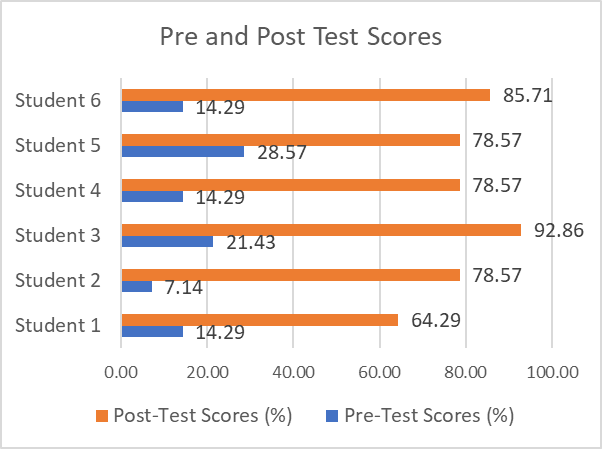 Pre and Post Test Scores
Student 6
85.71
14.29
Student 5
78.57
28.57
Student 4
78.57
14.29
Student 3
92.86
21.43
Student 2
78.57
7.14
Student 1
64.29
14.29
0.00 20.00 40.00 60.00 80.00 100.00
Post-Test Scores (%) Pre-Test Scores (%)